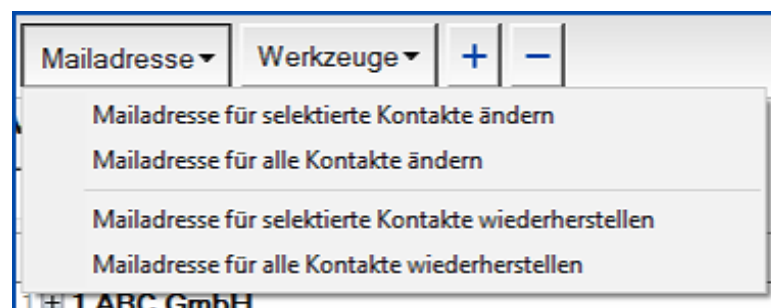 Mailadresse Werkzeuge + −
Mailadresse für selektierte Kontakte ändern
Mailadresse für alle Kontakte ändern
Mailadresse für selektierte Kontakte wiederherstellen
Mailadresse für alle Kontakte wiederherstellen
1 ABC GmbH